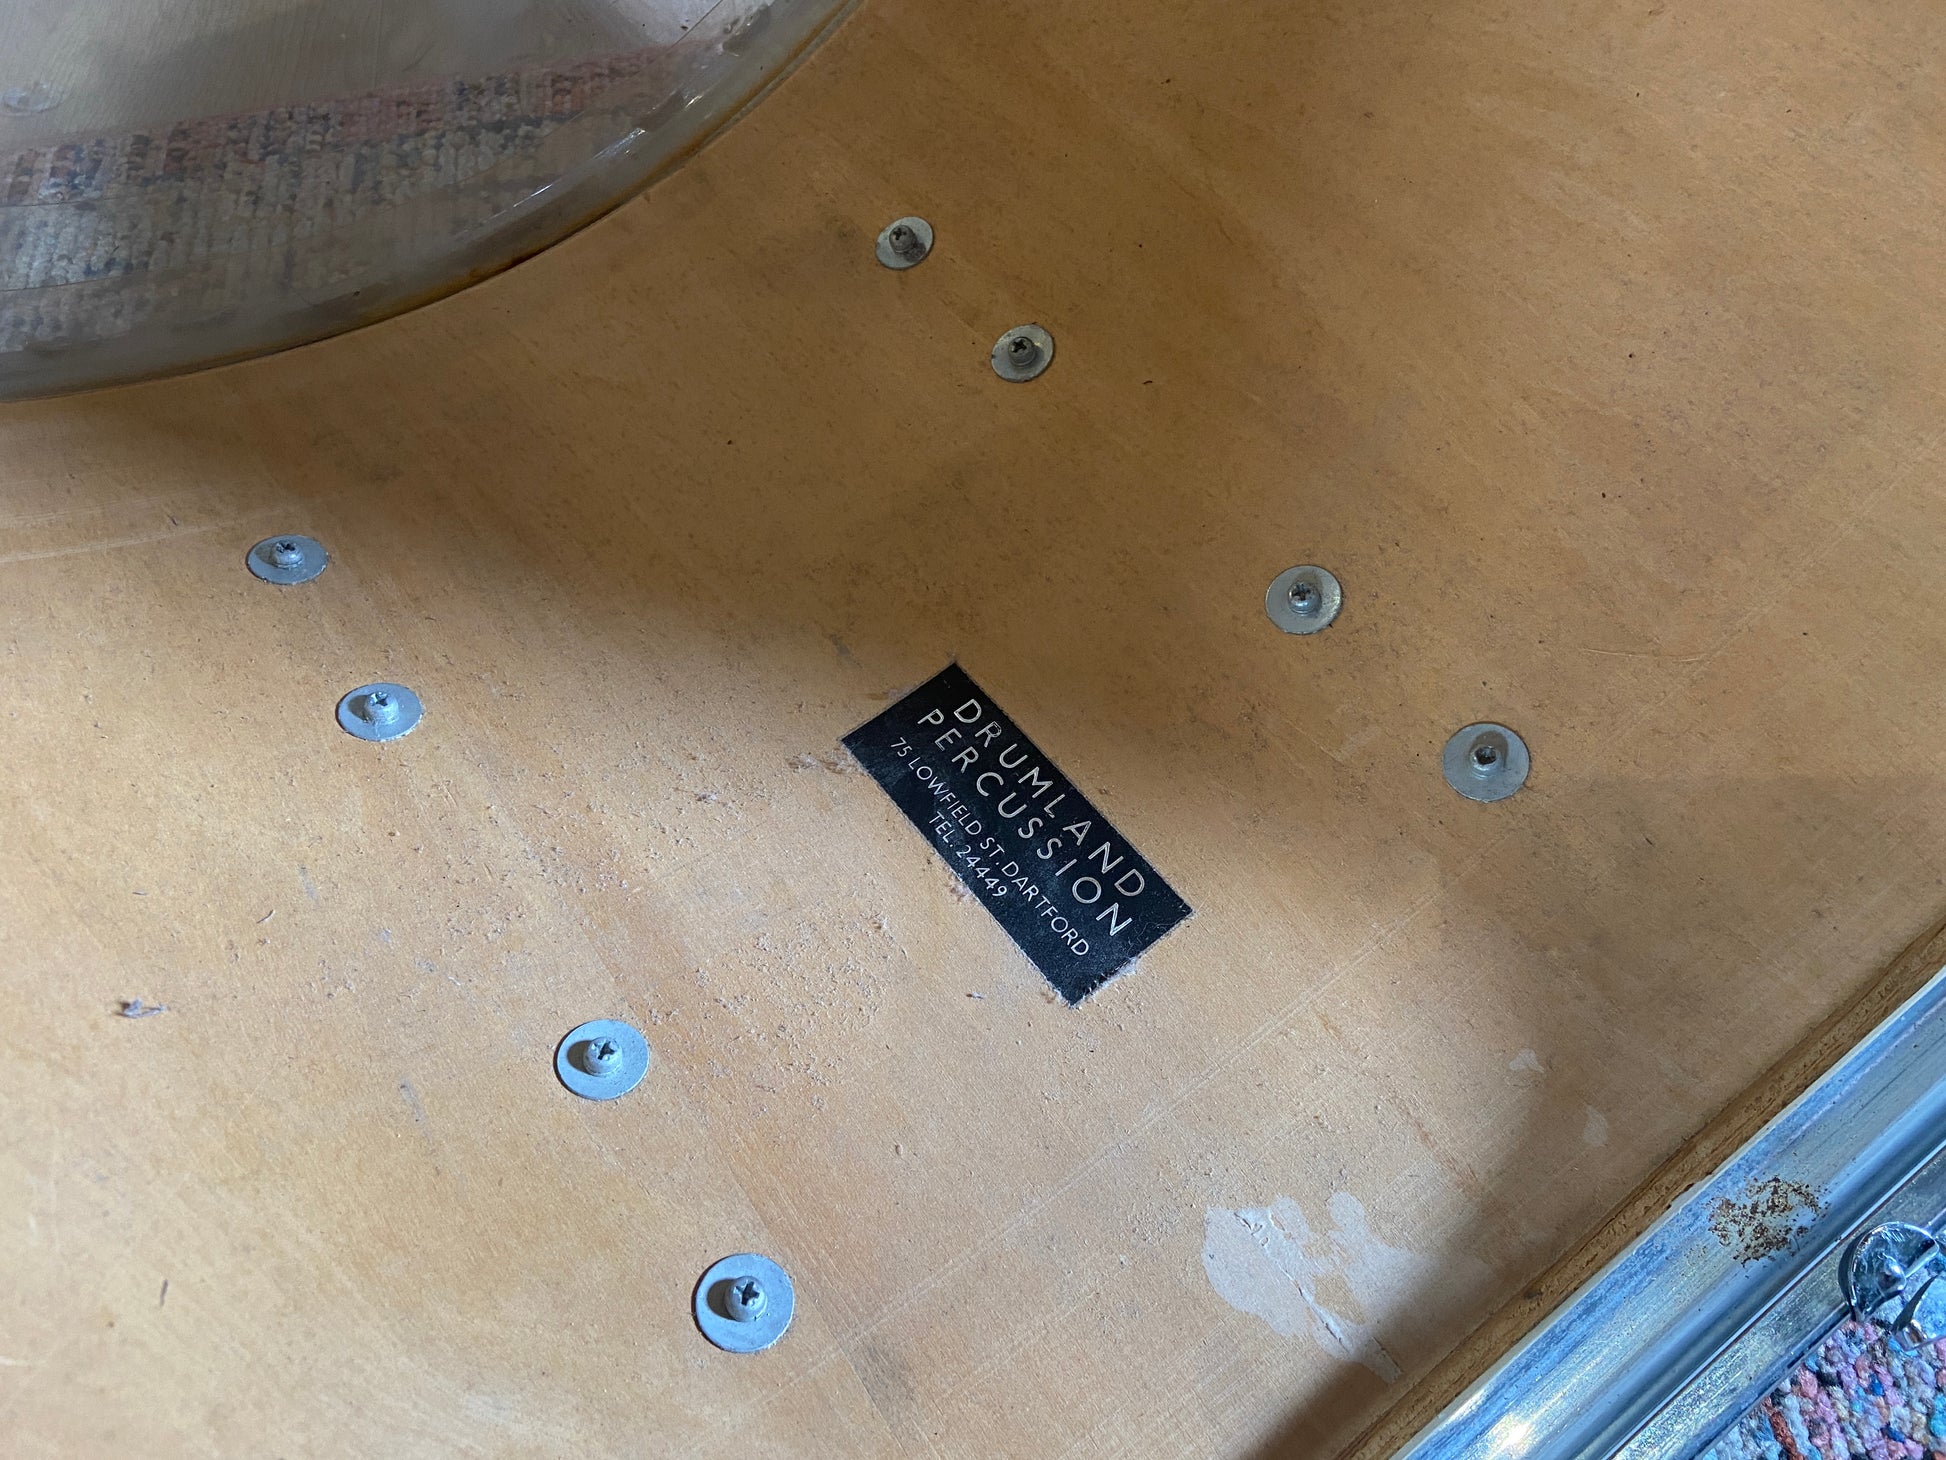 DRUMLAND
PERCUSSION
75 LOWFIELD ST. DARTFORD
TEL. 24449